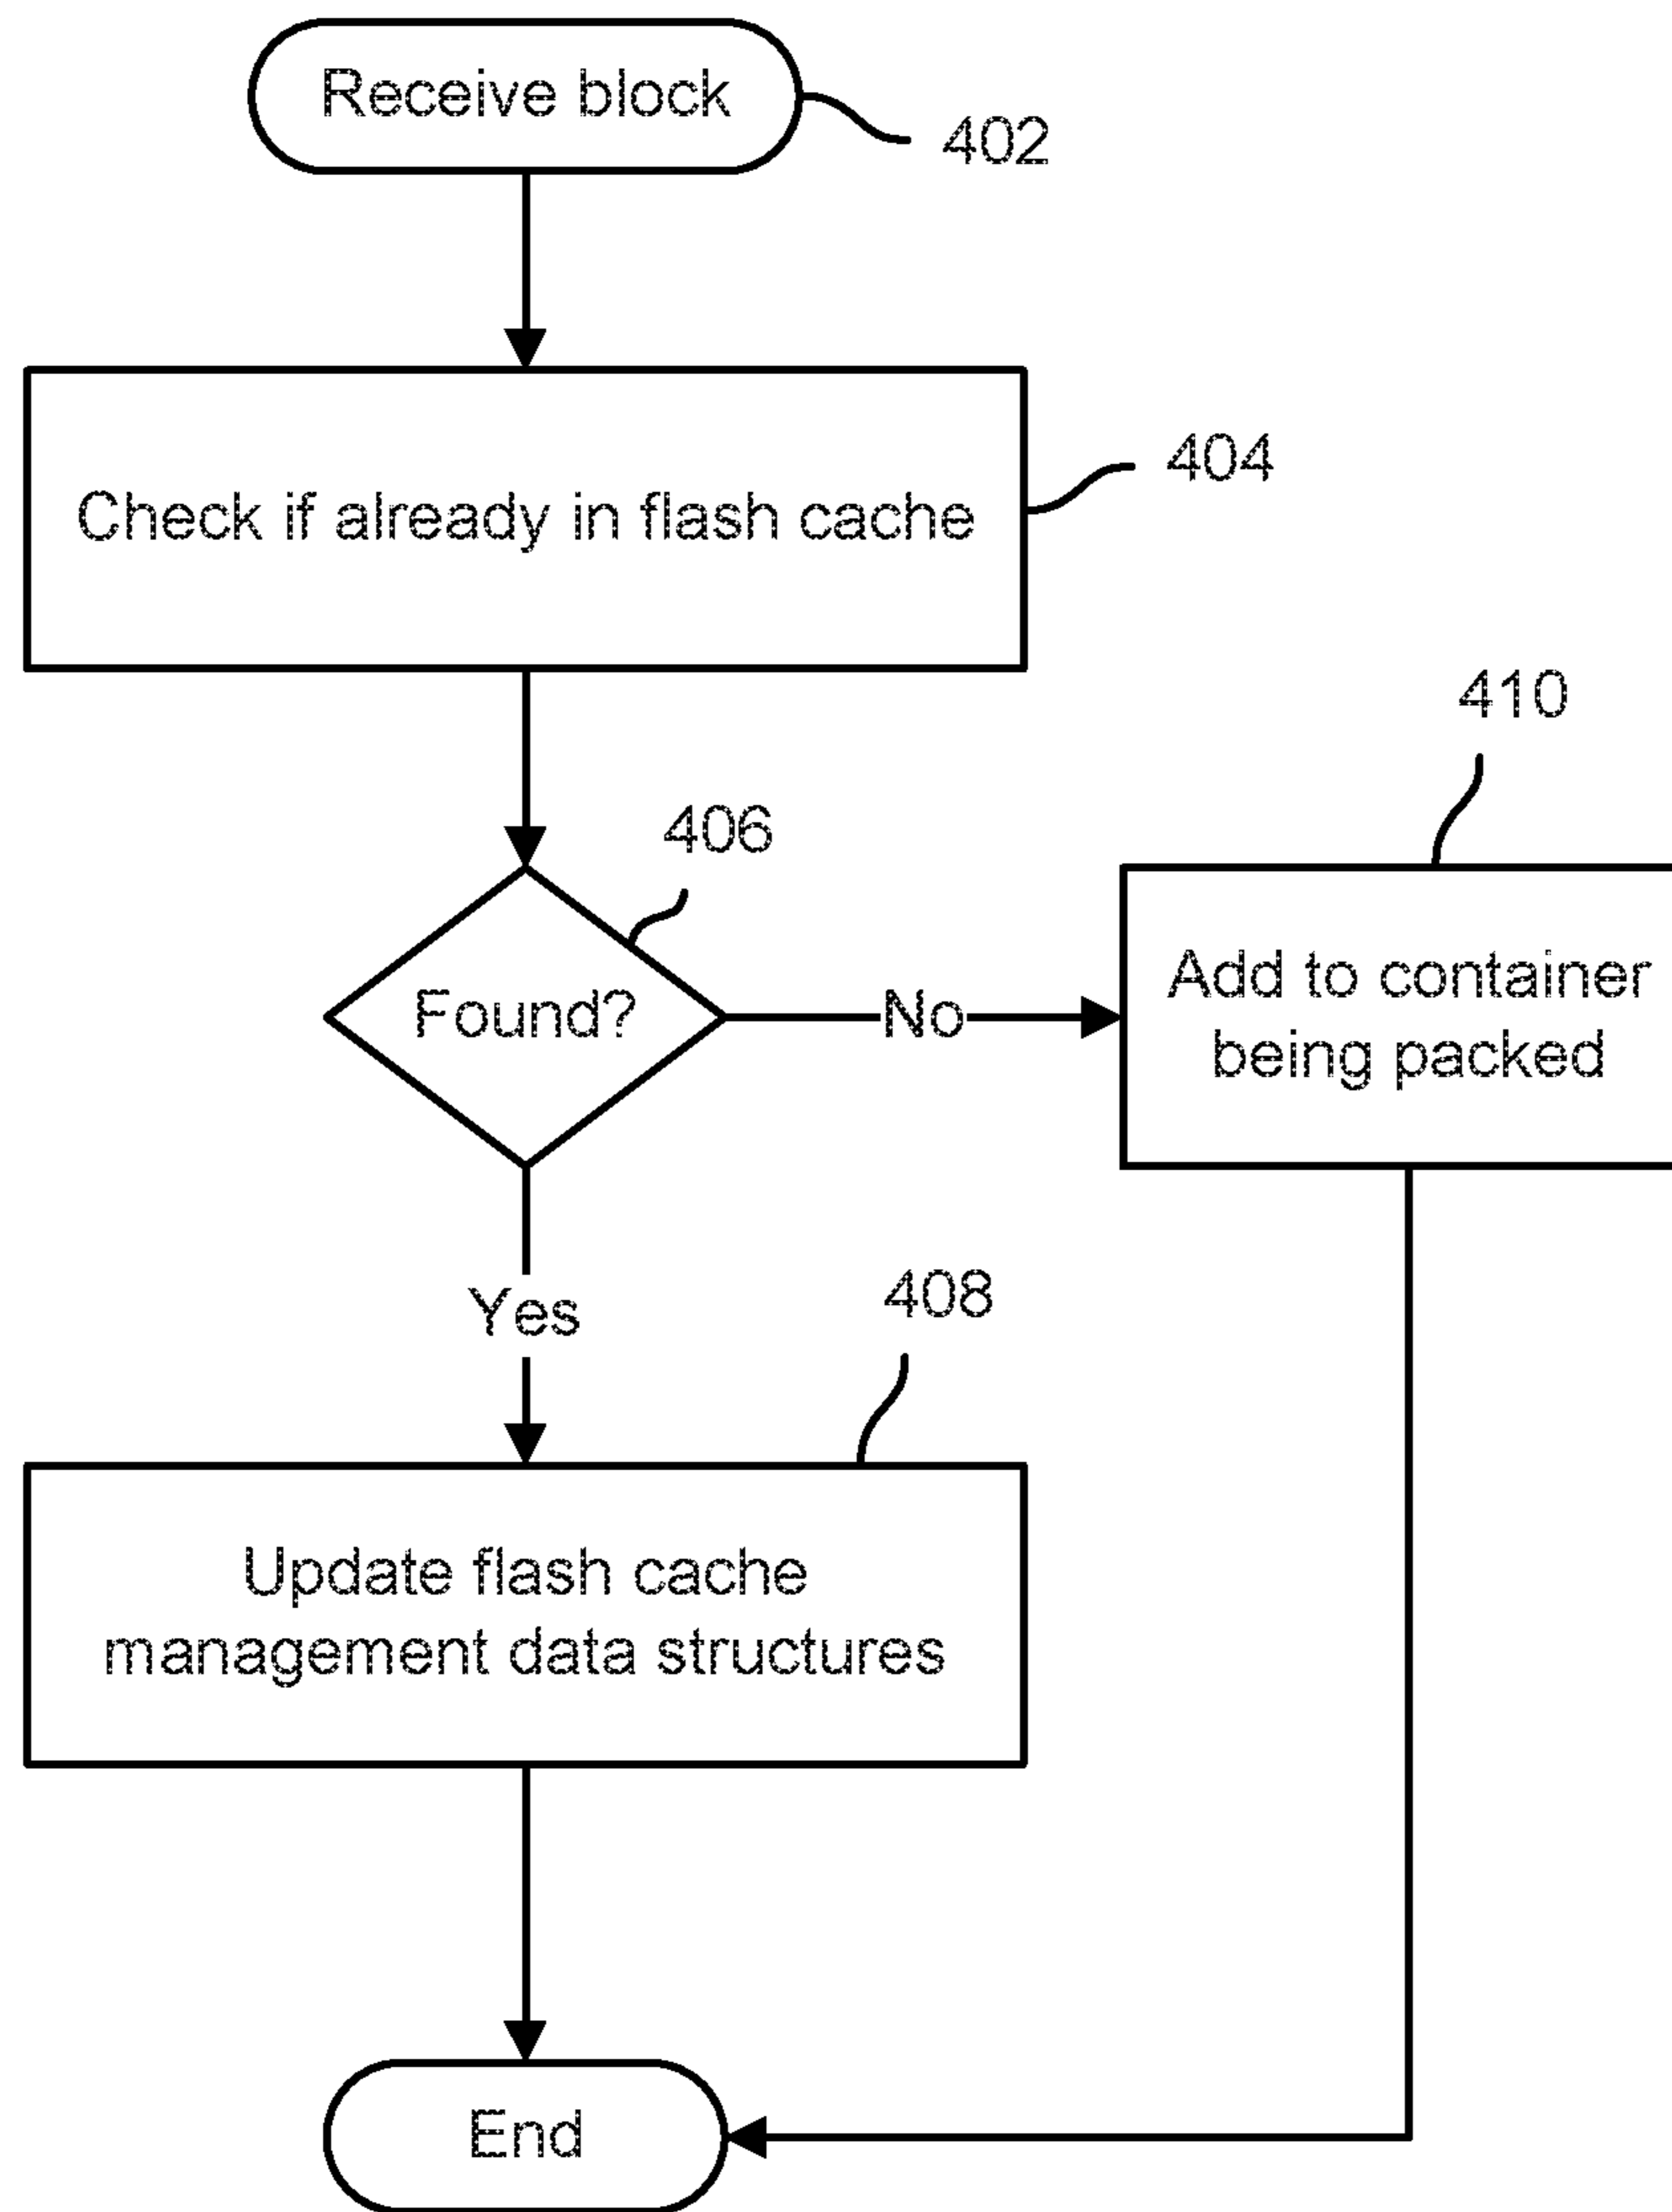 Receive block
402
Check if already in flash cache
404
406
410
Found?
No
Add to container
being packed
Yes
408
Update flash cache
management data structures
End